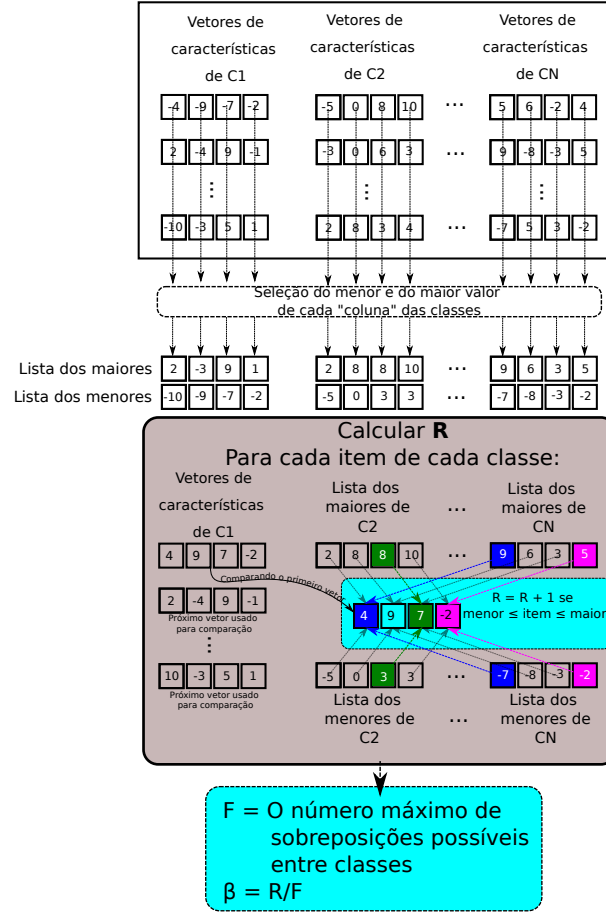 Vetores de
características
de C1
Vetores de
características
de C2
Vetores de
características
de CN
-4 -9 -7 -2 -5 0 8 10 ... 5 6 -2 4
2 -4 9 -1 -3 0 6 3 ... 9 -8 -3 5
... ... ...
-10 -3 5 1 2 8 3 4 ... -7 5 3 -2
Seleção do menor e do maior valor
de cada "coluna" das classes
Lista dos maiores 2 -3 9 1 2 8 8 10 ... 9 6 3 5
Lista dos menores -10 -9 -7 -2 -5 0 3 3 ... -7 -8 -3 -2
Calcular R
Para cada item de cada classe:
Vetores de
características
de C1
Lista dos
maiores de
C2
...
Lista dos
maiores de
CN
4 9 7 -2 2 8 8 10 ... 9 6 3 5
Comparando o primeiro vetor
2 -4 9 -1
Próximo vetor usado
para comparação
...
4 9 7 -2
R = R + 1 se
menor ≤ item ≤ maior
10 -3 5 1 -5 0 3 3 ... -7 -8 -3 -2
Próximo vetor usado
para comparação
Lista dos
menores de
C2
...
Lista dos
menores de
CN
F = O número máximo de
sobreposições possíveis
entre classes
β = R/F